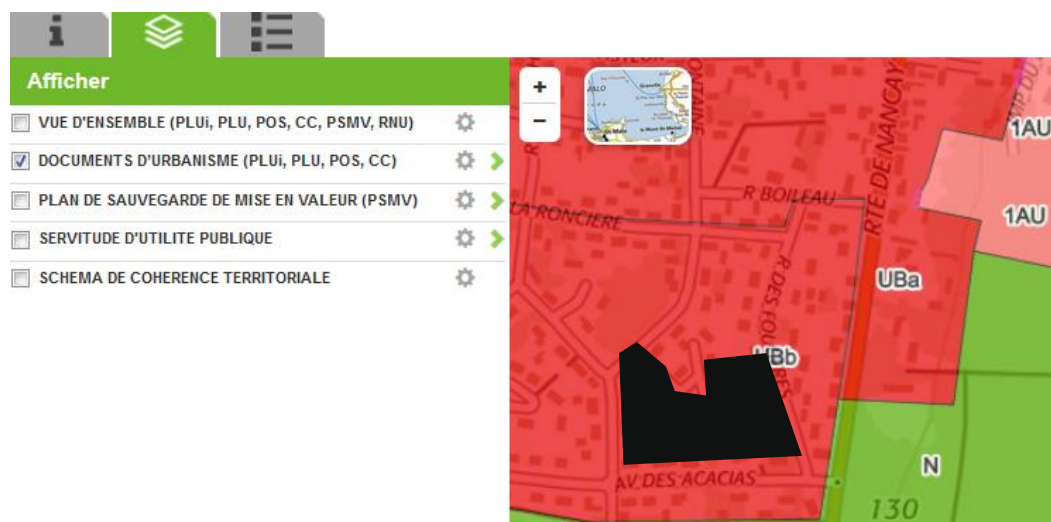 Afficher
VUE D'ENSEMBLE (PLUi, PLU, POS, CC, PSMV, RNU)
DOCUMENTS D'URBANISME (PLUi, PLU, POS, CC)
PLAN DE SAUVEGARDE DE MISE EN VALEUR (PSMV)
SERVITUDE D'UTILITE PUBLIQUE
SCHEMA DE COHERENCE TERRITORIALE
+
−
1AU
R BOILEAU
RTE DE NANCAY
LA RONCIERE
1AU
UBa
UBb
AV DES ACACIAS
N
130